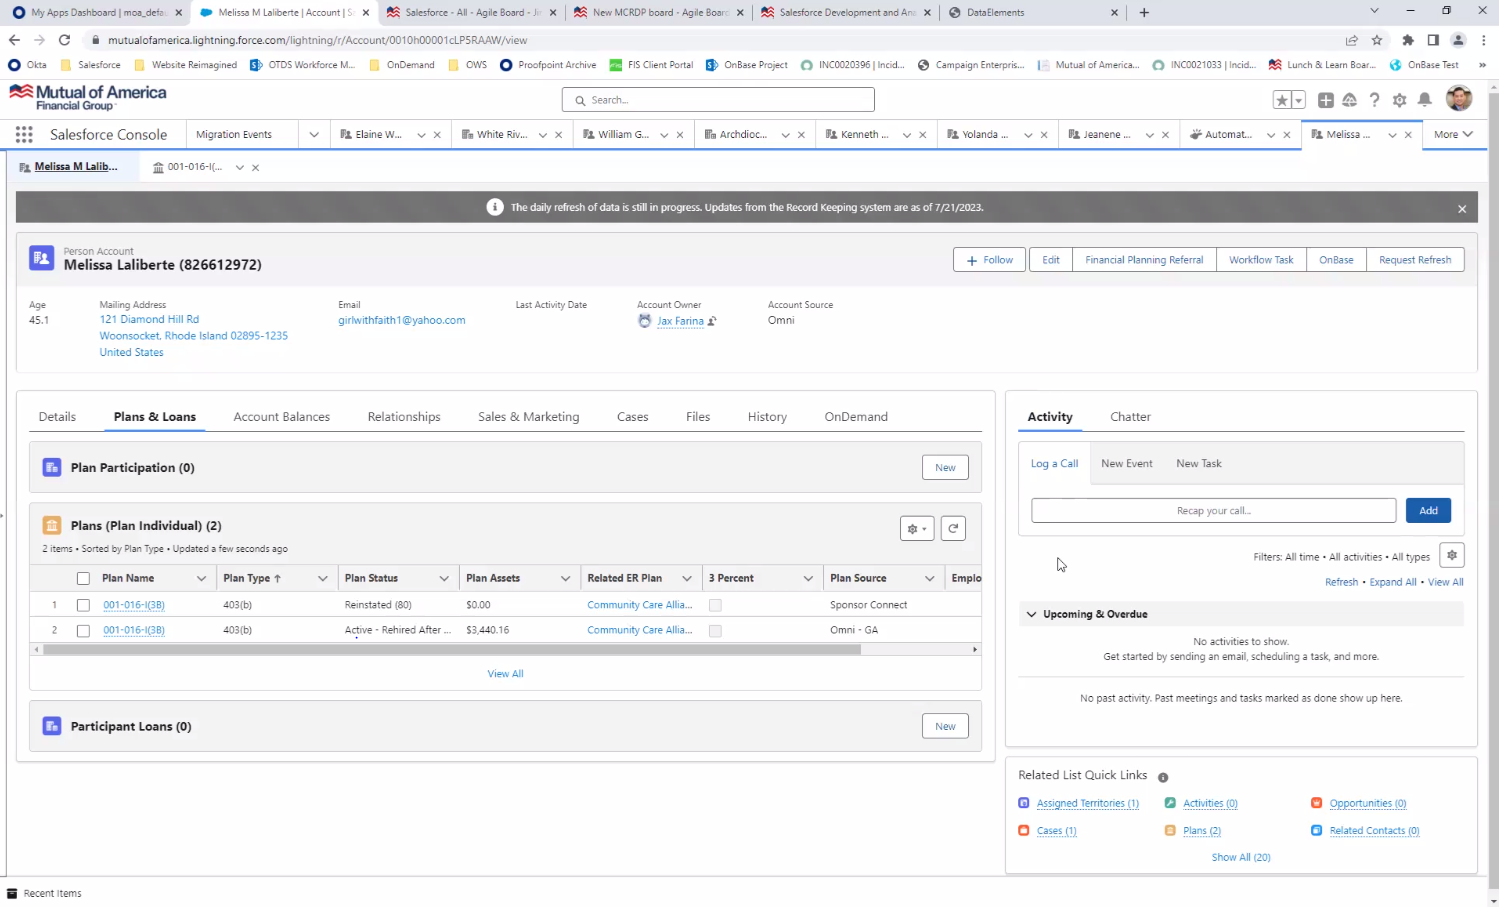 My Apps Dashboard | moa_defau
Melissa M Laliberte | Account | S
Salesforce - All - Agile Board - Jir
New MCRDP board - Agile Board
Salesforce Development and Ana
DataElements
mutualofamerica.lightning.force.com/lightning/r/Account/0010h00001cLP5RAAW/view
Okta
Salesforce
Website Reimagined
OTDS Workforce M...
OnDemand
OWS
Proofpoint Archive
FIS Client Portal
OnBase Project
INC0020396 | Incid...
Campaign Enterpris...
Mutual of America...
INC0021033 | Incid...
Lunch & Learn Boar...
OnBase Test
»
Mutual of America
Financial Group
Search...
Salesforce Console
Migration Events
Elaine W...
White Riv...
William G...
Archdioc...
Kenneth ...
Yolanda ...
Jeanene ...
Automat...
Melissa ...
More
Melissa M Lalib...
001-016-I(...
The daily refresh of data is still in progress. Updates from the Record Keeping system are as of 7/21/2023.
Person Account
Melissa Laliberte (826612972)
Follow
Edit
Financial Planning Referral
Workflow Task
OnBase
Request Refresh
Age
Mailing Address
Email
Last Activity Date
Account Owner
Account Source
45.1
121 Diamond Hill Rd
girlwithfaith1@yahoo.com
Jax Farina
Omni
Woonsocket, Rhode Island 02895-1235
United States
Details
Plans & Loans
Account Balances
Relationships
Sales & Marketing
Cases
Files
History
OnDemand
Activity
Chatter
Plan Participation (0)
New
Log a Call
New Event
New Task
Recap your call...
Add
Plans (Plan Individual) (2)
2 items • Sorted by Plan Type • Updated a few seconds ago
Filters: All time • All activities • All types
Refresh • Expand All • View All
Plan Name
Plan Type ↑
Plan Status
Plan Assets
Related ER Plan
3 Percent
Plan Source
Emplo
1
001-016-I(3B)
403(b)
Reinstated (80)
$0.00
Community Care Allia...
Sponsor Connect
2
001-016-I(3B)
403(b)
Active - Rehired After ...
$3,440.16
Community Care Allia...
Omni - GA
View All
Upcoming & Overdue
No activities to show.
Get started by sending an email, scheduling a task, and more.
No past activity. Past meetings and tasks marked as done show up here.
Participant Loans (0)
New
Related List Quick Links
Assigned Territories (1)
Activities (0)
Opportunities (0)
Cases (1)
Plans (2)
Related Contacts (0)
Show All (20)
Recent Items